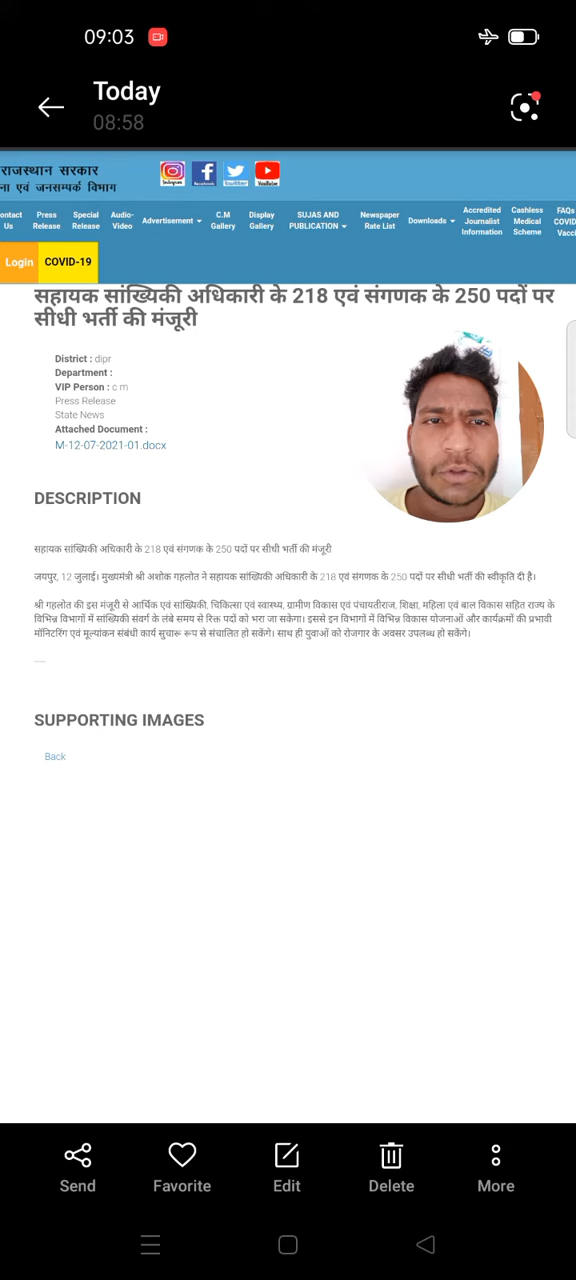 09:03
Today
08:58
राजस्थान सरकार
ना एवं जनसम्पर्क विभाग
Instagram
facebook
twitter
YouTube
ontact Us
Press Release
Special Release
Audio-Video
Advertisement
C.M Gallery
Display Gallery
SUJAS AND PUBLICATION
Newspaper Rate List
Downloads
Accredited Journalist Information
Cashless Medical Scheme
FAQs COVID Vacci
Login
COVID-19
सहायक सांख्यिकी अधिकारी के 218 एवं संगणक के 250 पदों पर
सीधी भर्ती की मंजूरी
District : dipr
Department :
VIP Person : c m
Press Release
State News
Attached Document :
M-12-07-2021-01.docx
DESCRIPTION
सहायक सांख्यिकी अधिकारी के 218 एवं संगणक के 250 पदों पर सीधी भर्ती की मंजूरी
जयपुर, 12 जुलाई। मुख्यमंत्री श्री अशोक गहलोत ने सहायक सांख्यिकी अधिकारी के 218 एवं संगणक के 250 पदों पर सीधी भर्ती की स्वीकृति दी है।
श्री गहलोत की इस मंजूरी से आर्थिक एवं सांख्यिकी, चिकित्सा एवं स्वास्थ्य, ग्रामीण विकास एवं पंचायतीराज, शिक्षा, महिला एवं बाल विकास सहित राज्य के
विभिन्न विभागों में सांख्यिकी संवर्ग के लंबे समय से रिक्त पदों को भरा जा सकेगा। इससे इन विभागों में विभिन्न विकास योजनाओं और कार्यक्रमों की प्रभावी
मॉनिटरिंग एवं मूल्यांकन संबंधी कार्य सुचारू रूप से संचालित हो सकेंगे। साथ ही युवाओं को रोजगार के अवसर उपलब्ध हो सकेंगे।
SUPPORTING IMAGES
Back
Send
Favorite
Edit
Delete
More